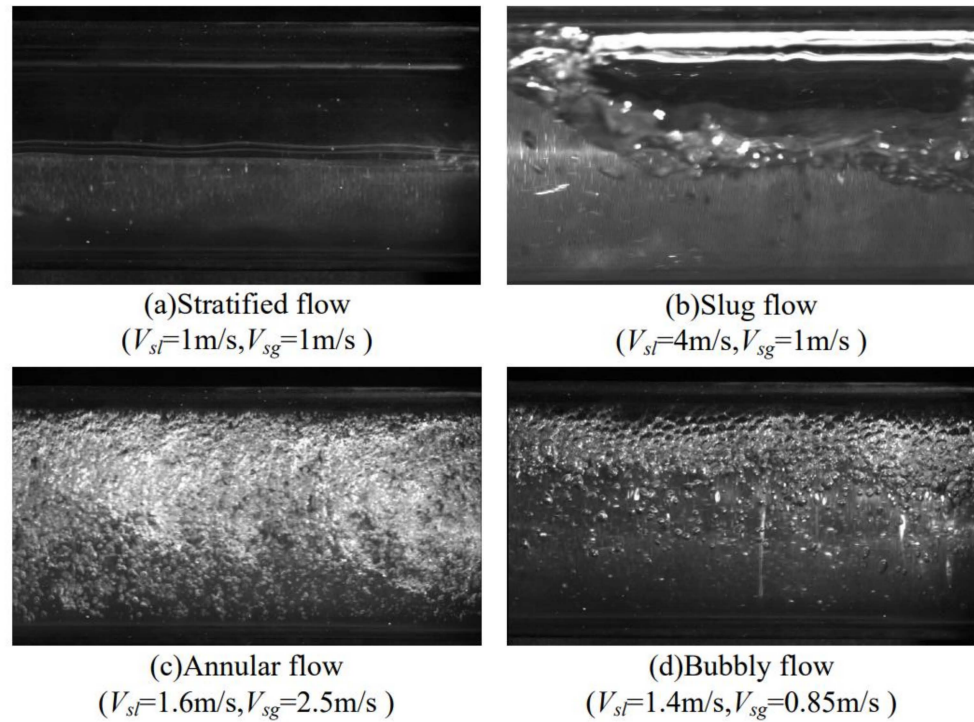 (a)Stratified flow
(Vsl=1m/s,Vsg=1m/s )
(b)Slug flow
(Vsl=4m/s,Vsg=1m/s )
(c)Annular flow
(Vsl=1.6m/s,Vsg=2.5m/s )
(d)Bubbly flow
(Vsl=1.4m/s,Vsg=0.85m/s )